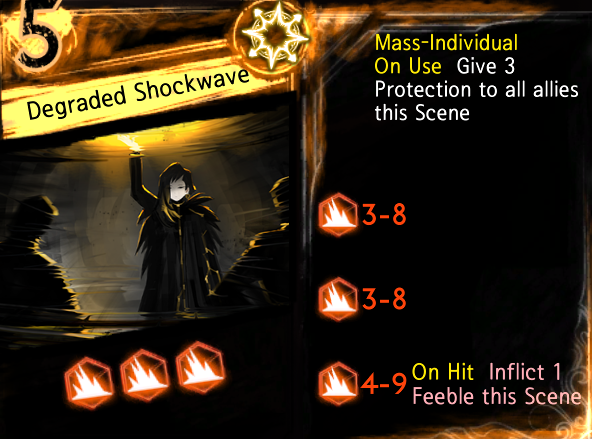 5
Degraded Shockwave
Mass-Individual
On Use Give 3
Protection to all allies
this Scene
3-8
3-8
4-9 On Hit Inflict 1
Feeble this Scene